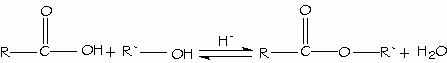 O O
R—C—OH + R`—OH H⁻ R—C—O—R` + H₂O